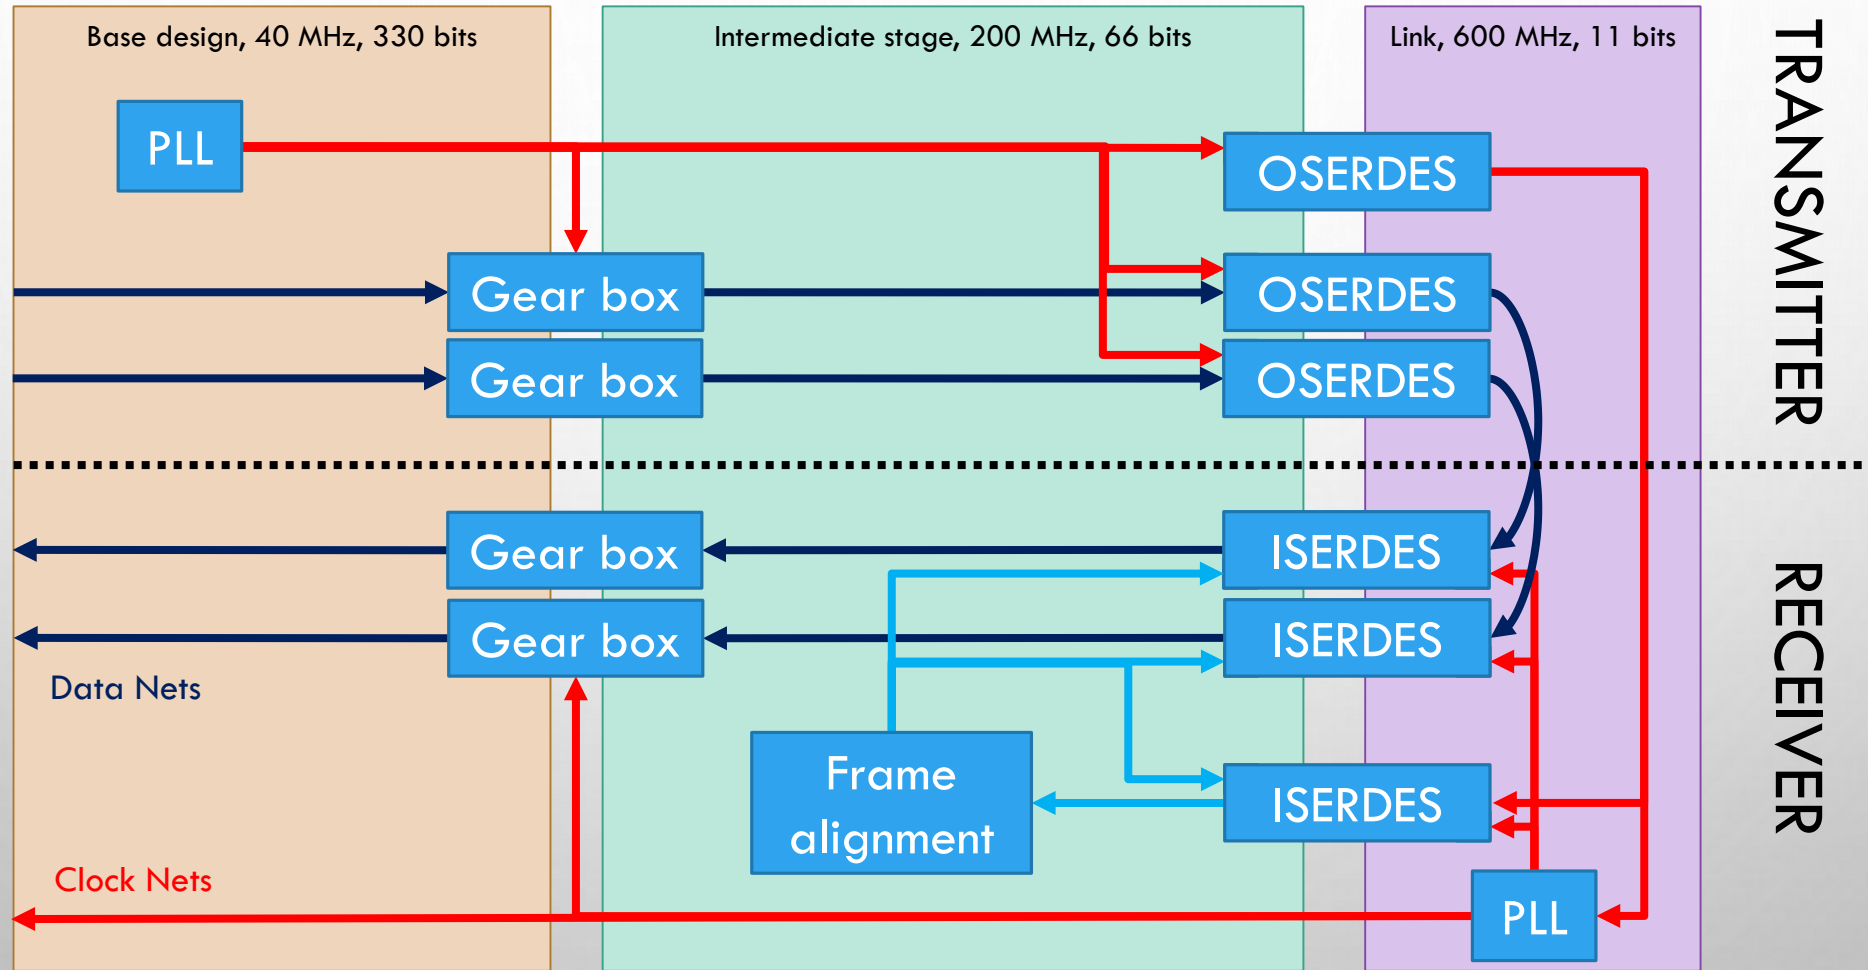 Base design, 40 MHz, 330 bits
Intermediate stage, 200 MHz, 66 bits
Link, 600 MHz, 11 bits
TRANSMITTER
PLL
OSERDES
Gear box
OSERDES
Gear box
OSERDES
RECEIVER
Gear box
ISERDES
Gear box
ISERDES
Data Nets
Frame
alignment
ISERDES
Clock Nets
PLL